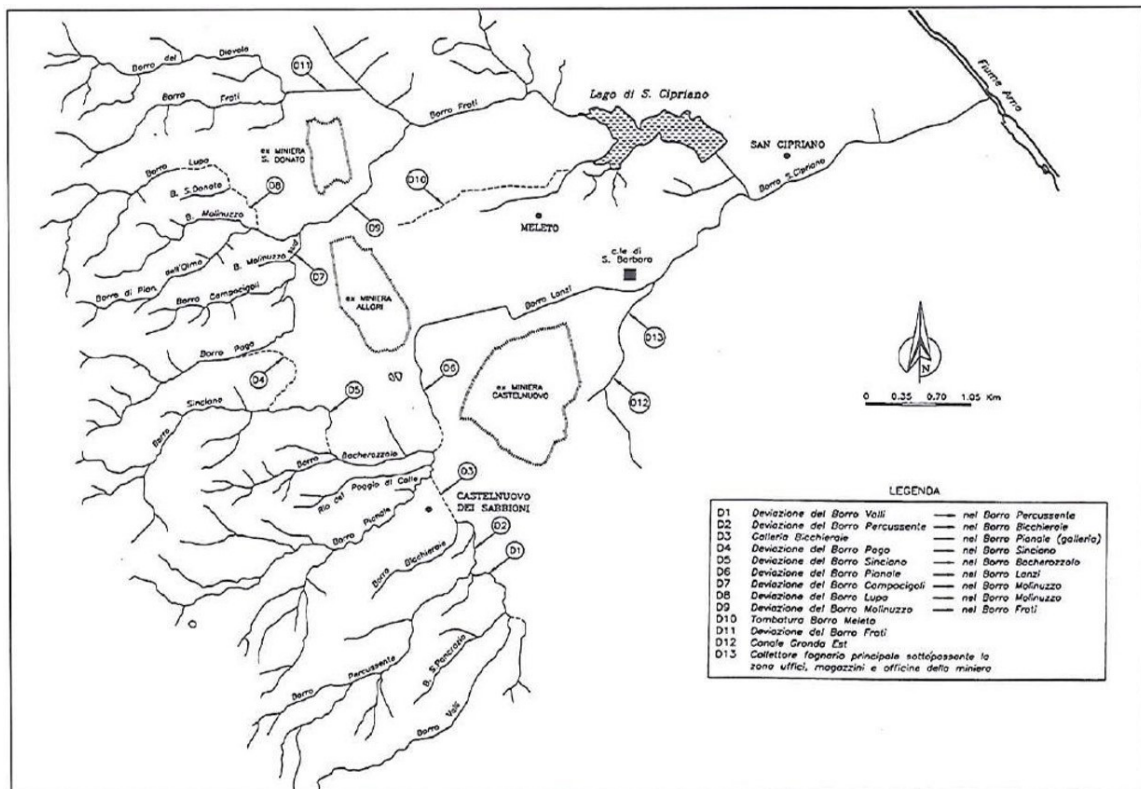 Borro del Diavolo
D11
Borro Frati
Borro Frati
Lago di S. Cipriano
Fiume Arno
ex MINIERA
S. DONATO
SAN CIPRIANO
Borro S.Cipriano
Borro Lupo
B. S.Donato
D8
D10
B. Molinuzzo
D9
MELETO
c.le di
S. Barbara
B. Molinuzzo
D7
Borro di Pian. dell'Olmo
Borro Campocigoli
ex MINIERA
ALLORI
Borro Lanzi
D13
Borro Pago
D4
D6
ex MINIERA
CASTELNUOVO
D12
N
0 0.35 0.70 1.05 Km
Borro Sinciano
D5
Borro Bacherozzolo
D3
Rio del Poggio di Colle
CASTELNUOVO
DEI SABBIONI
Borro Pianale
D2
D1
Borro Bicchieraie
Borro Percussente
B. S.Pancrazio
Borro Valli
LEGENDA
D1 Deviazione del Borro Valli nel Borro Percussente
D2 Deviazione del Borro Percussente nel Borro Bicchieraie
D3 Galleria Bicchieraie nel Borro Pianale (galleria)
D4 Deviazione del Borro Pago nel Borro Sinciano
D5 Deviazione del Borro Sinciano nel Borro Bacherozzolo
D6 Deviazione del Borro Pianale nel Borro Lanzi
D7 Deviazione del Borro Campocigoli nel Borro Molinuzzo
D8 Deviazione del Borro Lupo nel Borro Molinuzzo
D9 Deviazione del Borro Molinuzzo nel Borro Frati
D10 Tombatura Borro Meleto
D11 Deviazione del Borro Frati
D12 Canale Gronda Est
D13 Collettore fognario principale sottopassante la
zona uffici, magazzini e officine della miniera